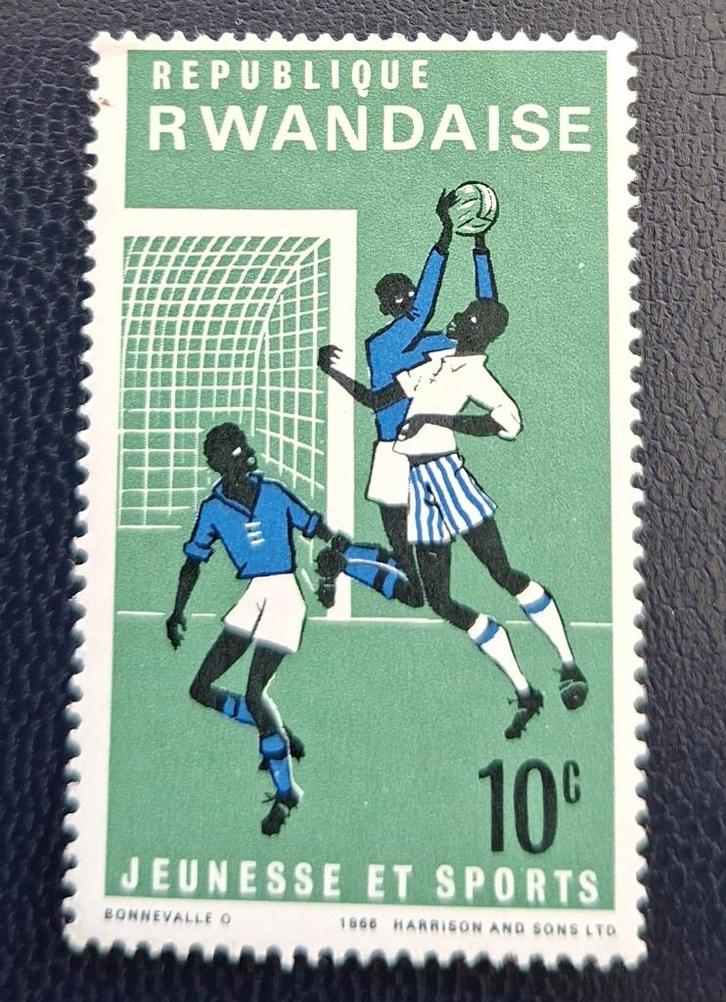 REPUBLIQUE
RWANDAISE
10c
JEUNESSE ET SPORTS
BONNEVALLE O 1966 HARRISON AND SONS LTD